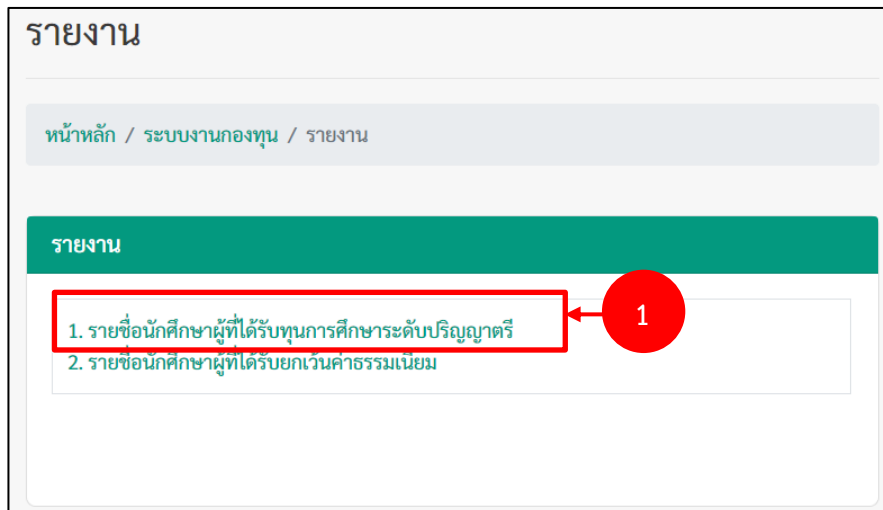 รายงาน
หน้าหลัก / ระบบงานกองทุน / รายงาน
รายงาน
1. รายชื่อนักศึกษาผู้ที่ได้รับทุนการศึกษาระดับปริญญาตรี
1
2. รายชื่อนักศึกษาผู้ที่ได้รับยกเว้นค่าธรรมเนียม